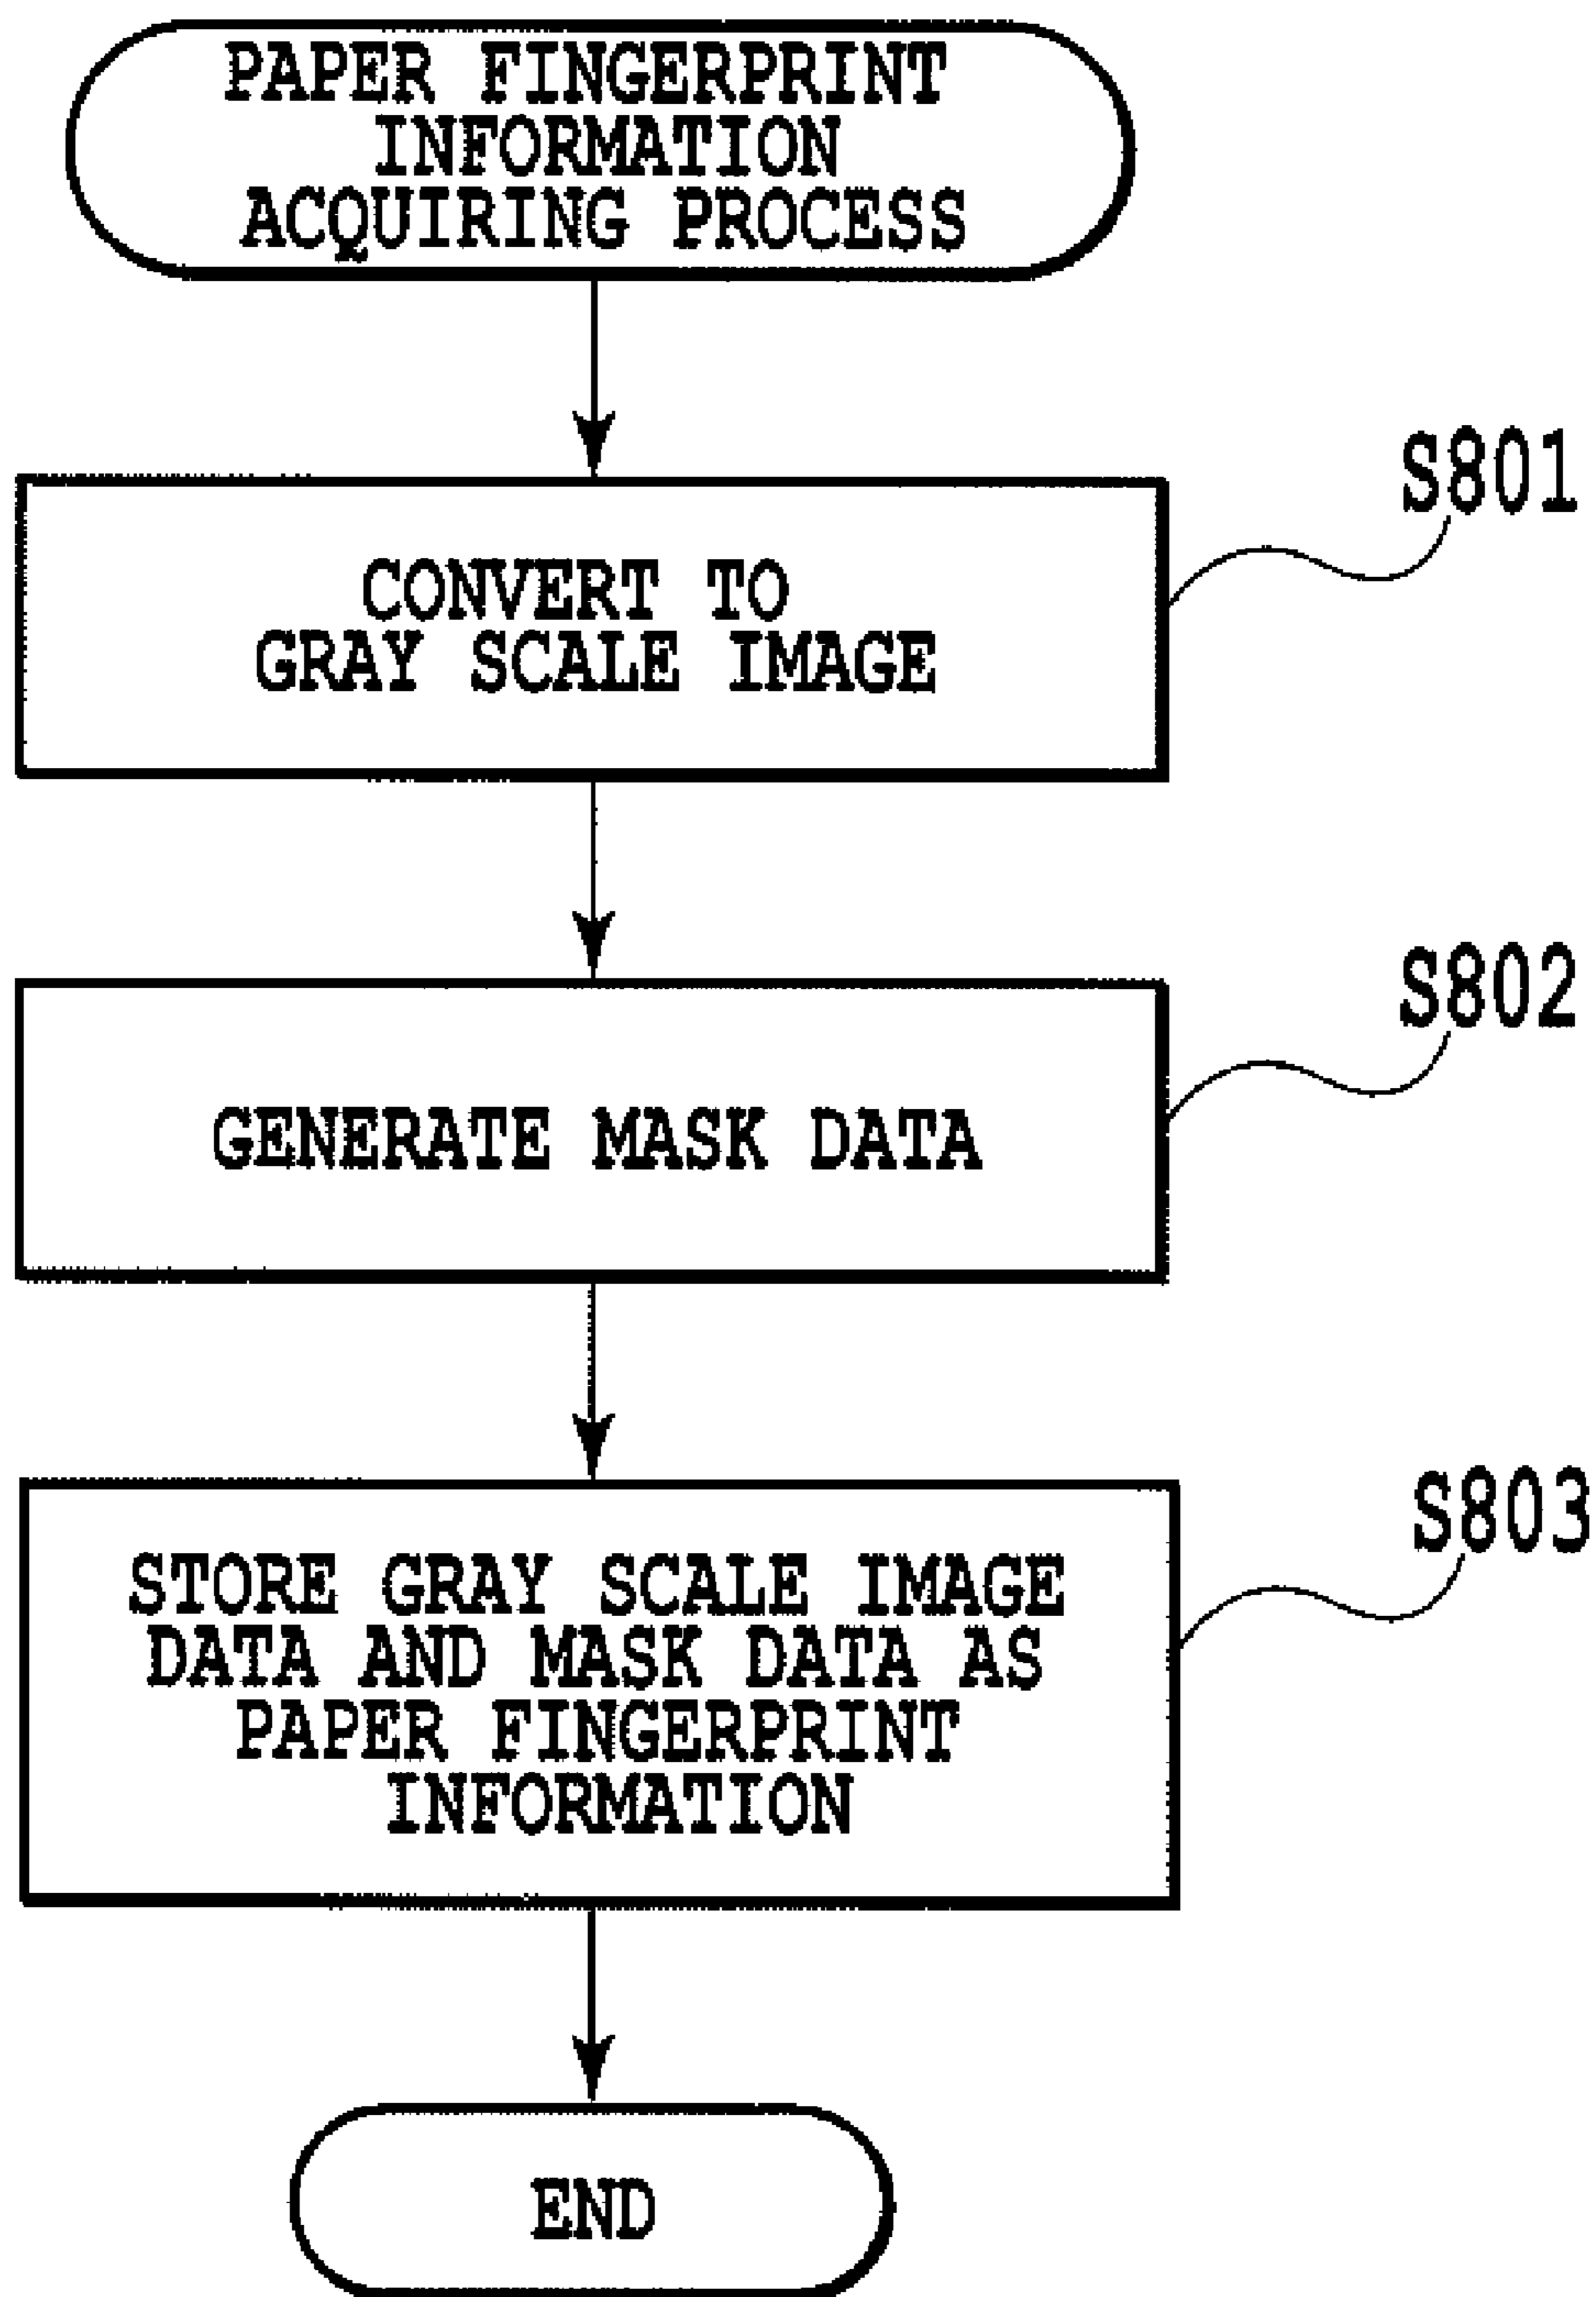 PAPER FINGERPRINT
INFORMATION
ACQUIRING PROCESS
S801
CONVERT TO
GRAY SCALE IMAGE
S802
GENERATE MASK DATA
S803
STORE GRAY SCALE IMAGE
DATA AND MASK DATA AS
PAPER FINGERPRINT
INFORMATION
END